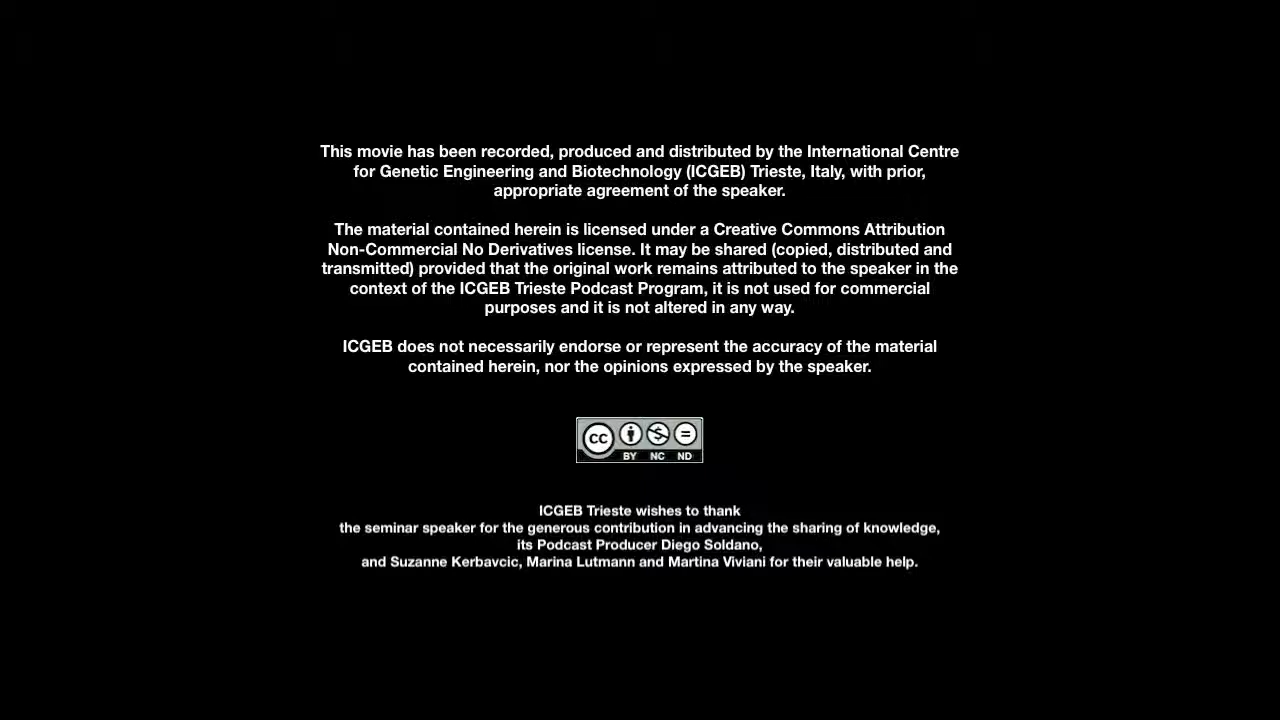 This movie has been recorded, produced and distributed by the International Centre
for Genetic Engineering and Biotechnology (ICGEB) Trieste, Italy, with prior,
appropriate agreement of the speaker.
The material contained herein is licensed under a Creative Commons Attribution
Non-Commercial No Derivatives license. It may be shared (copied, distributed and
transmitted) provided that the original work remains attributed to the speaker in the
context of the ICGEB Trieste Podcast Program, it is not used for commercial
purposes and it is not altered in any way.
ICGEB does not necessarily endorse or represent the accuracy of the material
contained herein, nor the opinions expressed by the speaker.
CC $ =
BY NC ND
ICGEB Trieste wishes to thank
the seminar speaker for the generous contribution in advancing the sharing of knowledge,
its Podcast Producer Diego Soldano,
and Suzanne Kerbavcic, Marina Lutmann and Martina Viviani for their valuable help.